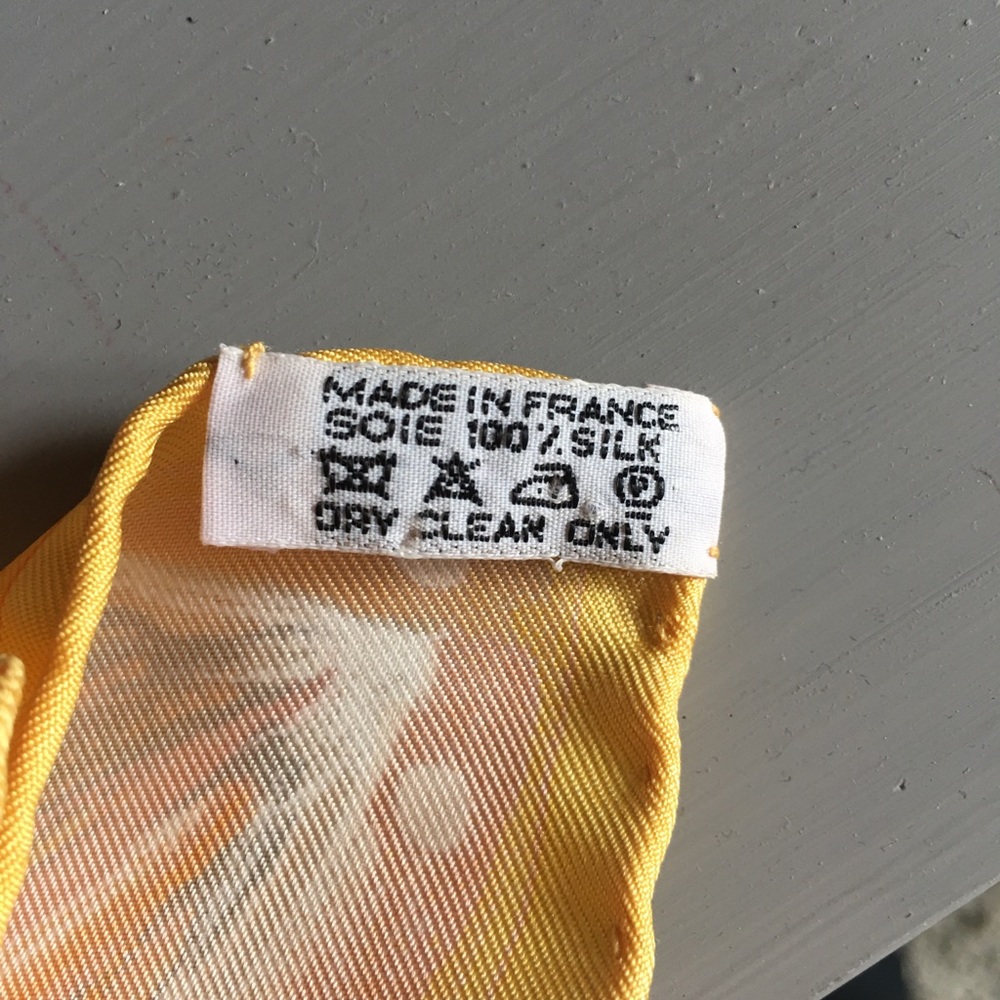 MADE IN FRANCE
SOIE 100% SILK
P
DRY CLEAN ONLY